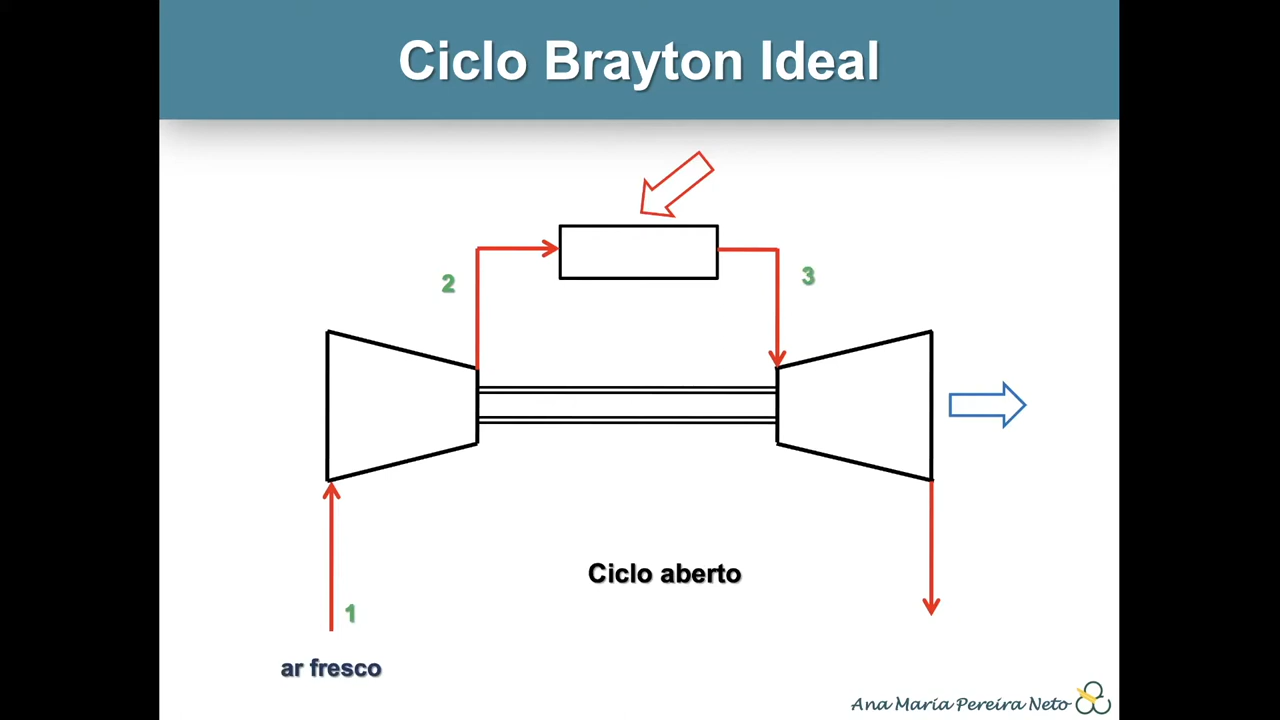 Ciclo Brayton Ideal
2
3
Ciclo aberto
1
ar fresco
Ana Maria Pereira Neto